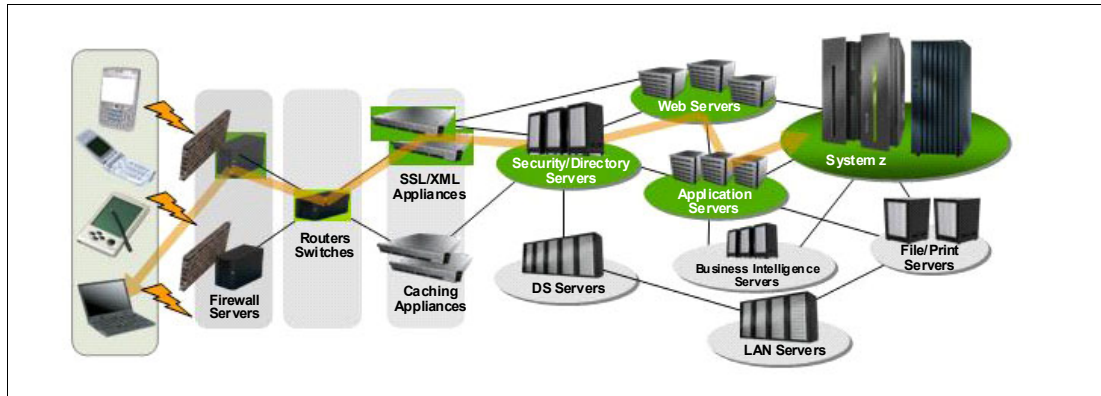 Web Servers
System z
Security/Directory
Servers
SSL/XML
Appliances
Application
Servers
Routers
Switches
File/Print
Servers
Business Intelligence
Servers
DS Servers
Firewall
Servers
Caching
Appliances
LAN Servers